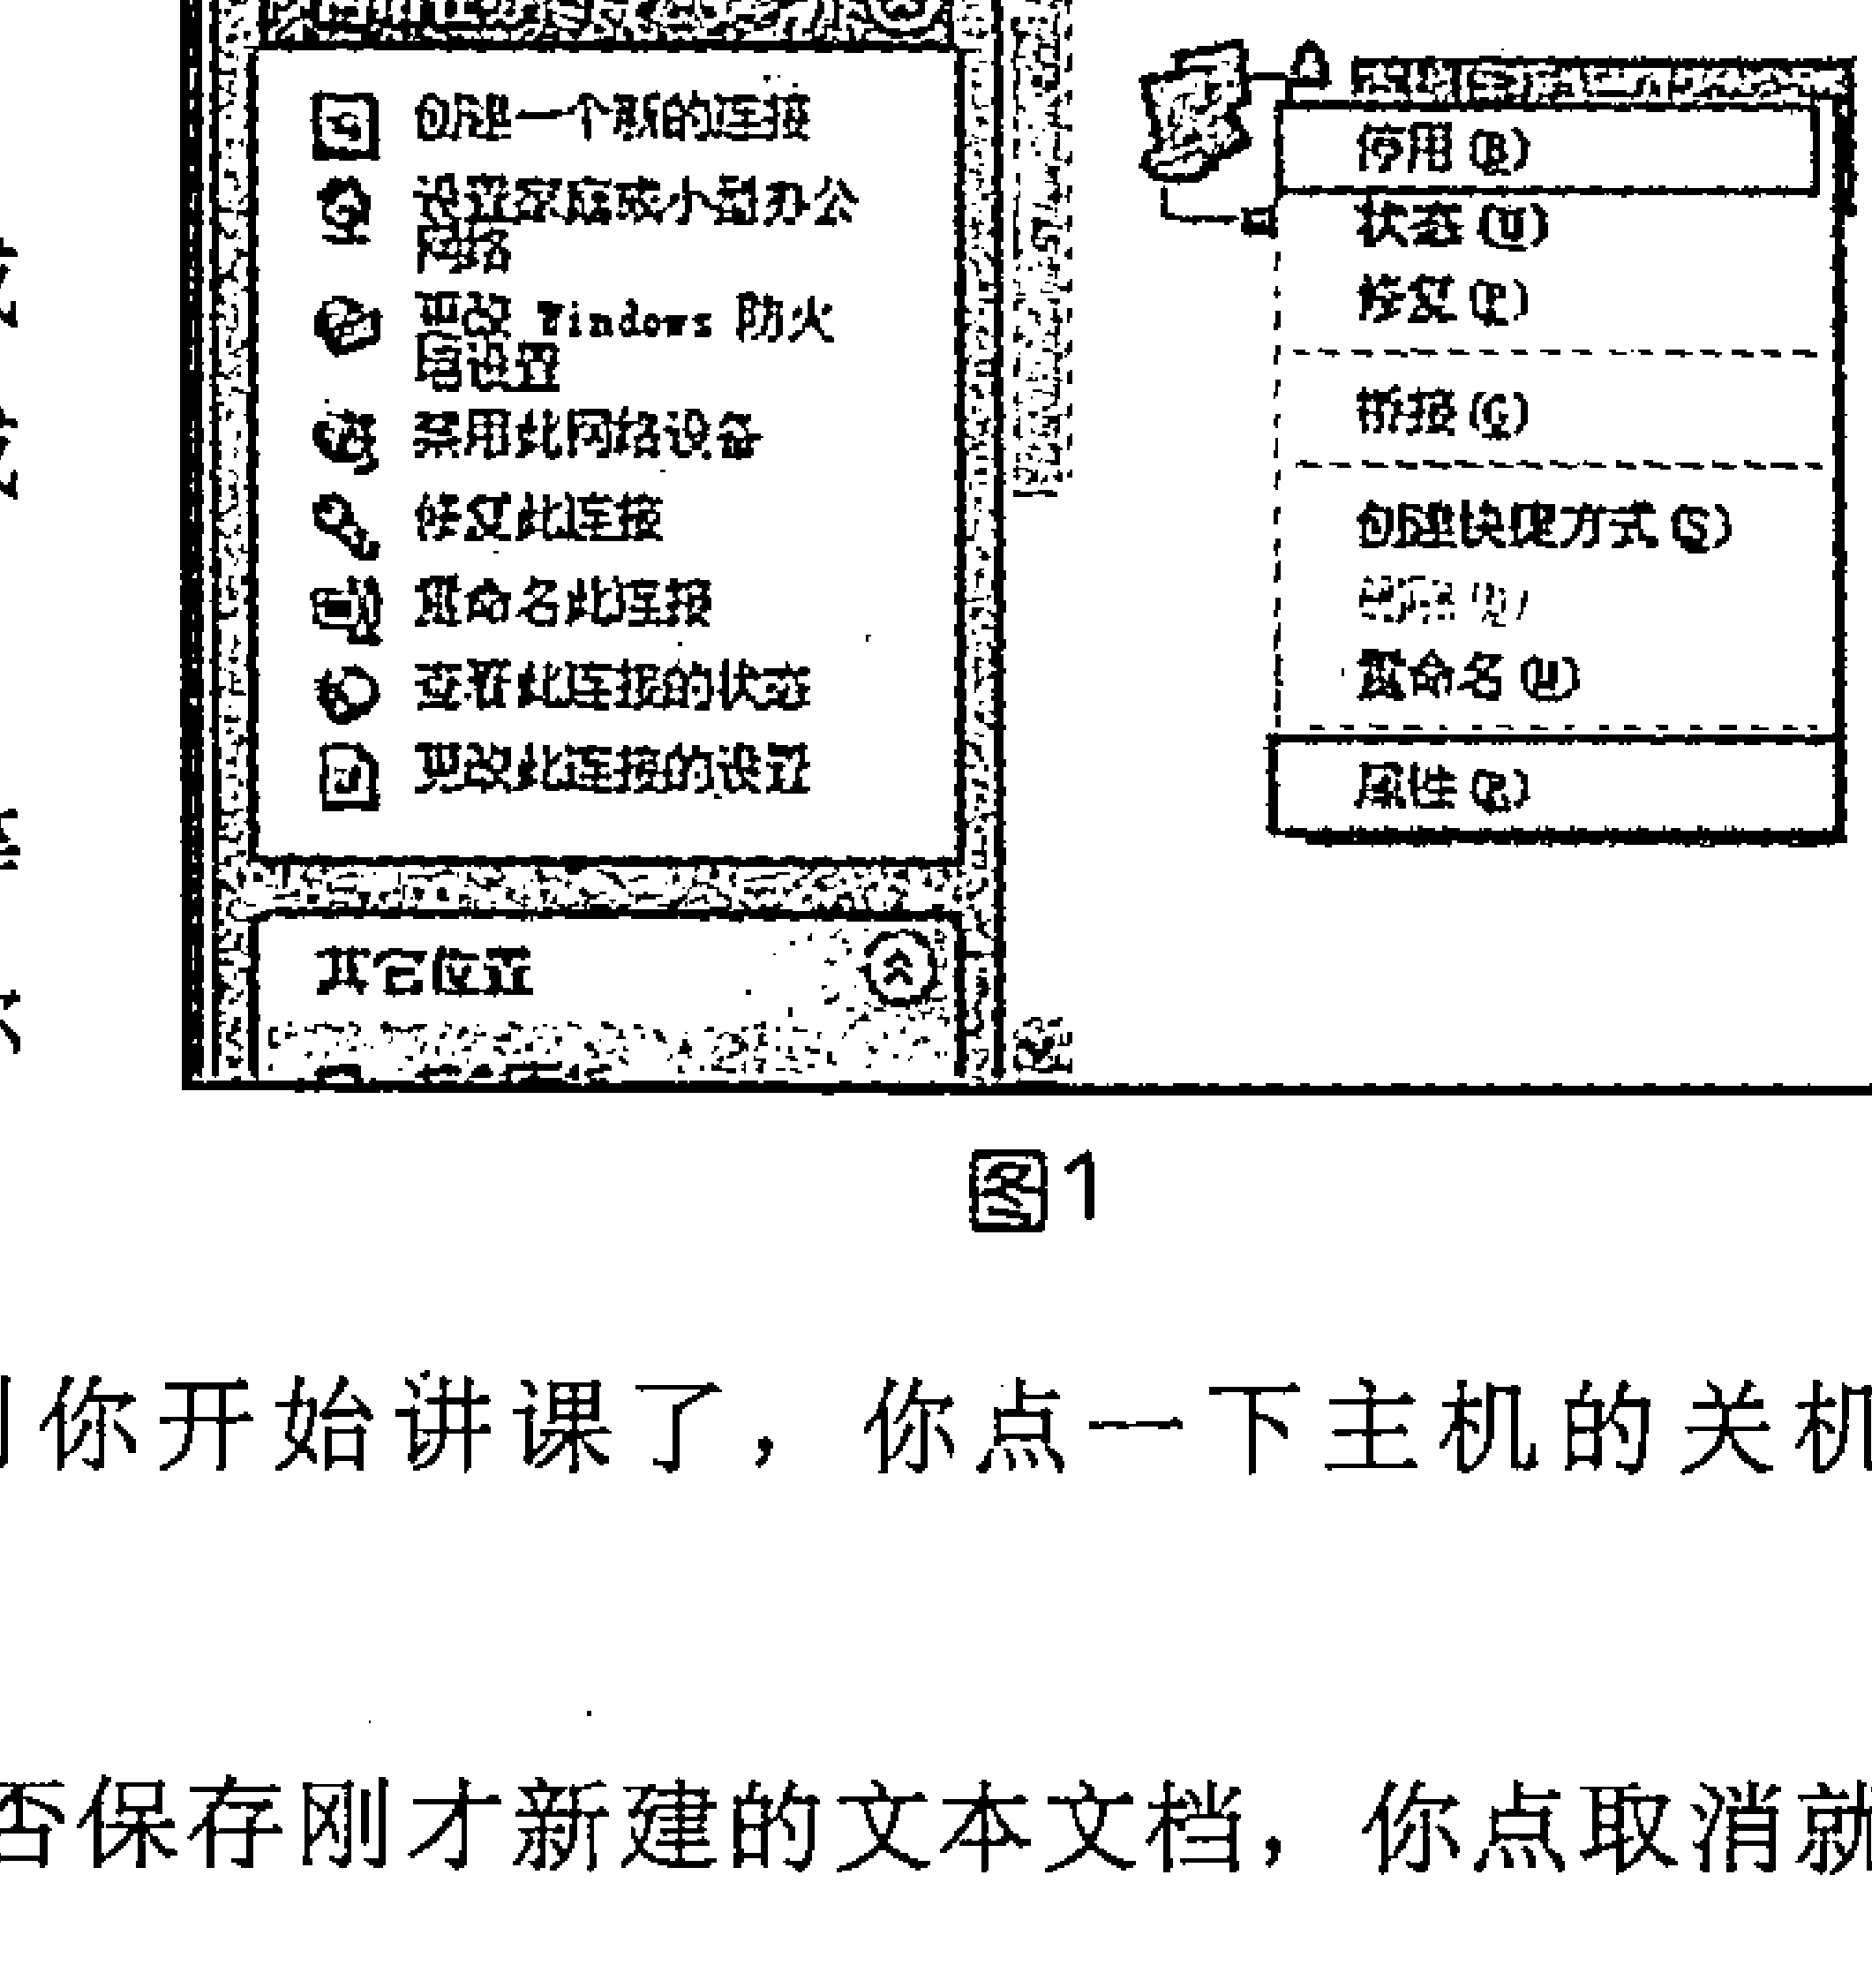 创建一个新的连接
设置家庭或小型办公
网络
更改 Windows 防火
墙设置
禁用此网络设备
修复此连接
重命名此连接
查看此连接的状态
更改此连接的设置
其它位置
停用(B)
状态(U)
修复(P)
桥接(G)
创建快捷方式(S)
重命名(M)
属性(R)
图1
你开始讲课了，你点一下主机的关机
否保存刚才新建的文本文档，你点取消就